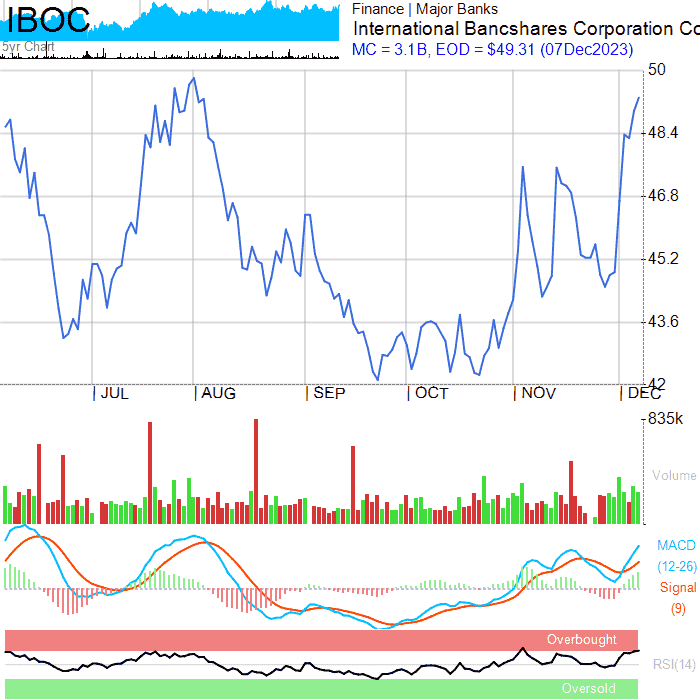 IBOC
5yr Chart
Finance | Major Banks
International Bancshares Corporation Co
MC = 3.1B, EOD = $49.31 (07Dec2023)
50
48.4
46.8
45.2
43.6
42
| JUL | AUG | SEP | OCT | NOV | DEC
835k
Volume
MACD
(12-26)
Signal
(9)
Overbought
RSI(14)
Oversold